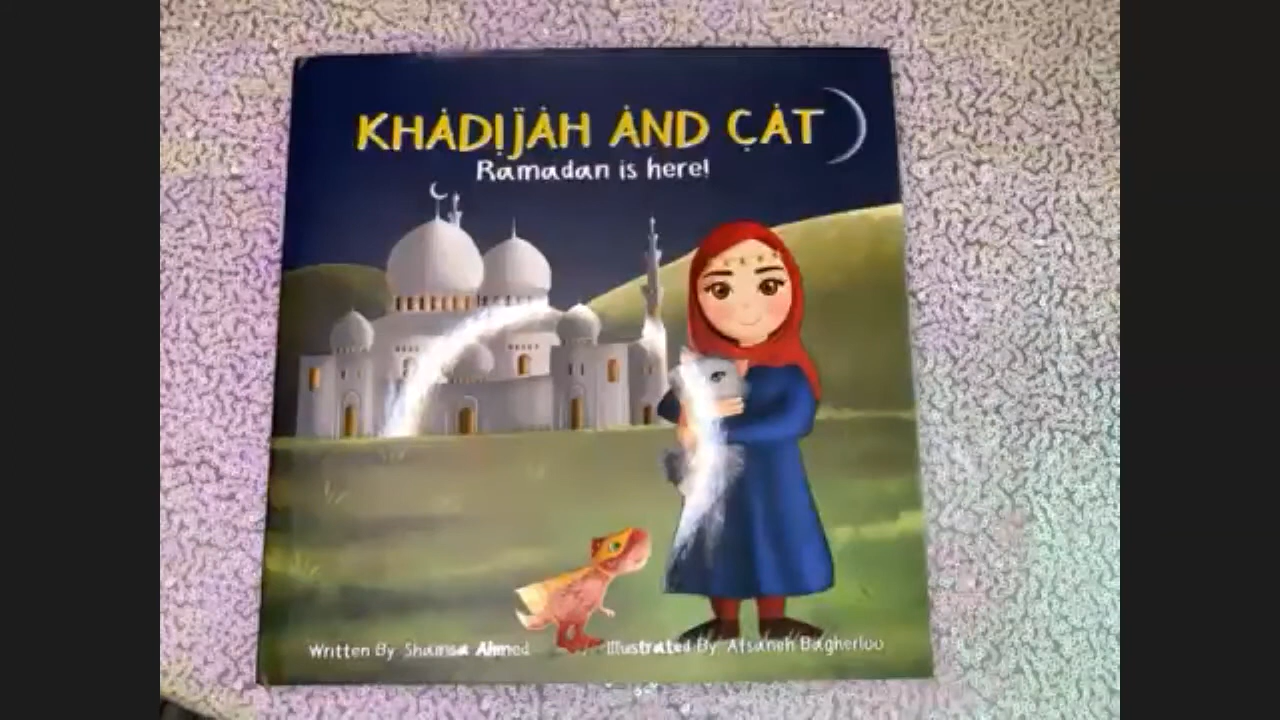 KHADIJAH AND CAT
Ramadan is here!
Written By Shamsa Ahmed
Illustrated By Afsaneh Bagherloo